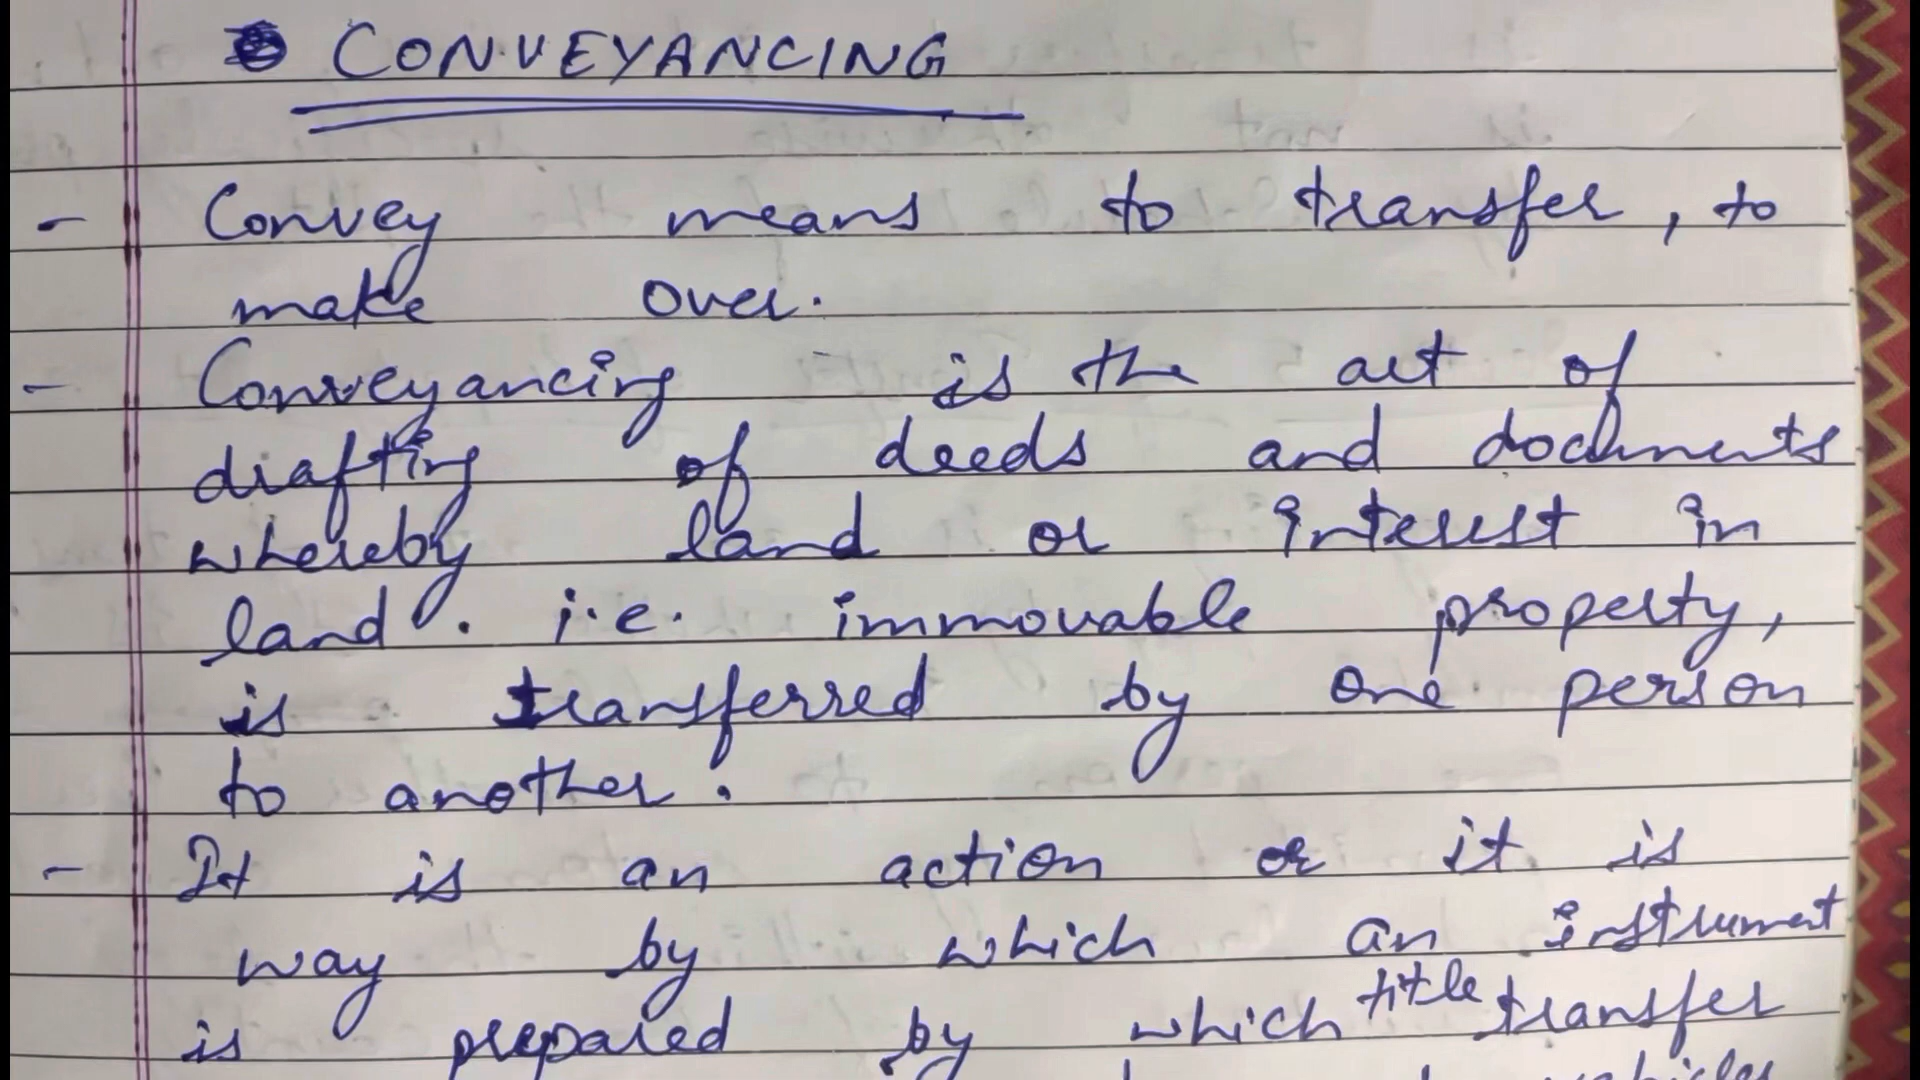 CONVEYANCING
- Convey means to transfer, to
make over.
- Conveyancing is the act of
drafting of deeds and documents
whereby land or interest in
land. i.e. immovable property,
is transferred by one person
to another.
- It is an action or it is
way by which an instrument
is prepared by which title transfer
vehicles